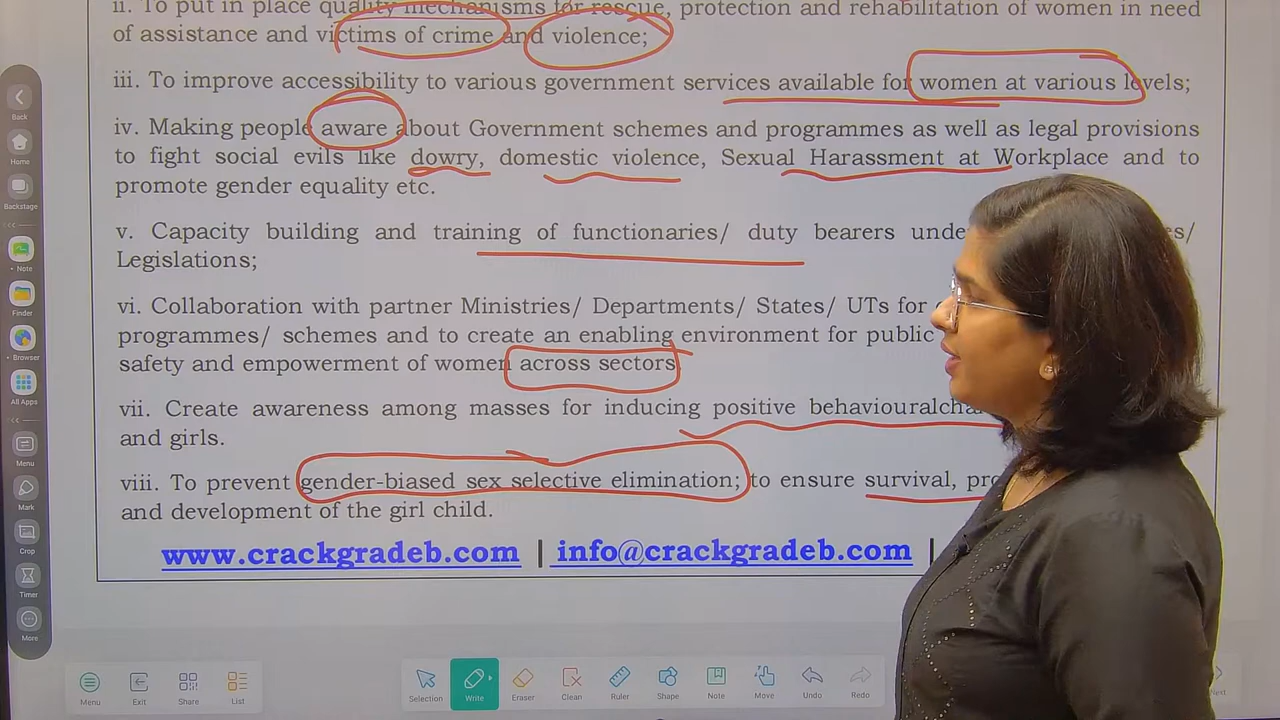 ii. To put in place quality mechanisms for rescue, protection and rehabilitation of women in need
of assistance and victims of crime and violence;
iii. To improve accessibility to various government services available for women at various levels;
iv. Making people aware about Government schemes and programmes as well as legal provisions
to fight social evils like dowry, domestic violence, Sexual Harassment at Workplace and to
promote gender equality etc.
v. Capacity building and training of functionaries/ duty bearers
Legislations;
vi. Collaboration with partner Ministries/ Departments/ States/ UTs for
programmes/ schemes and to create an enabling environment for public
safety and empowerment of women across sectors
vii. Create awareness among masses for inducing positive
and girls.
viii. To prevent gender-biased sex selective elimination; to ensure survival,
and development of the girl child.
www.crackgradeb.com | info@crackgradeb.com |
Back
Home
Backstage
Note
Finder
Browser
All Apps
Menu
Mark
Crop
Timer
More
Menu
Exit
Share
List
Selection
Write
Eraser
Clean
Ruler
Shape
Note
Move
Undo
Redo